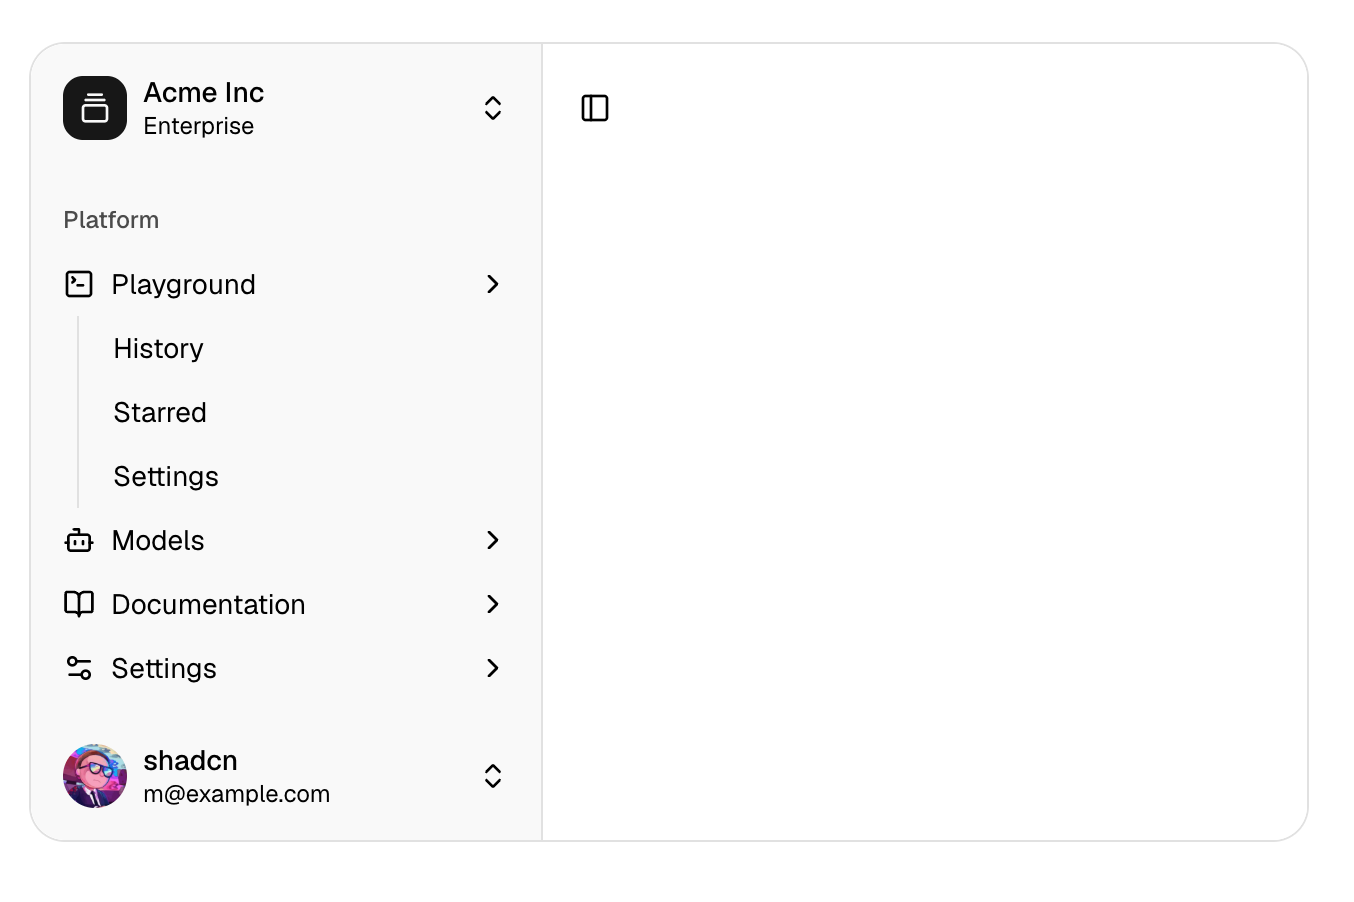 Acme Inc
Enterprise
Platform
Playground
History
Starred
Settings
Models
Documentation
Settings
shadcn
m@example.com